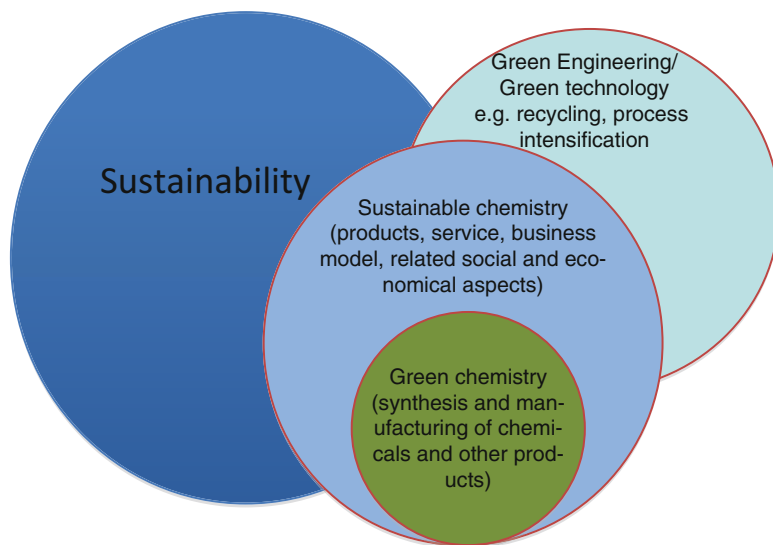 Sustainability
Green Engineering/
Green technology
e.g. recycling, process
intensification
Sustainable chemistry
(products, service, business
model, related social and eco-
nomical aspects)
Green chemistry
(synthesis and man-
ufacturing of chemi-
cals and other prod-
ucts)